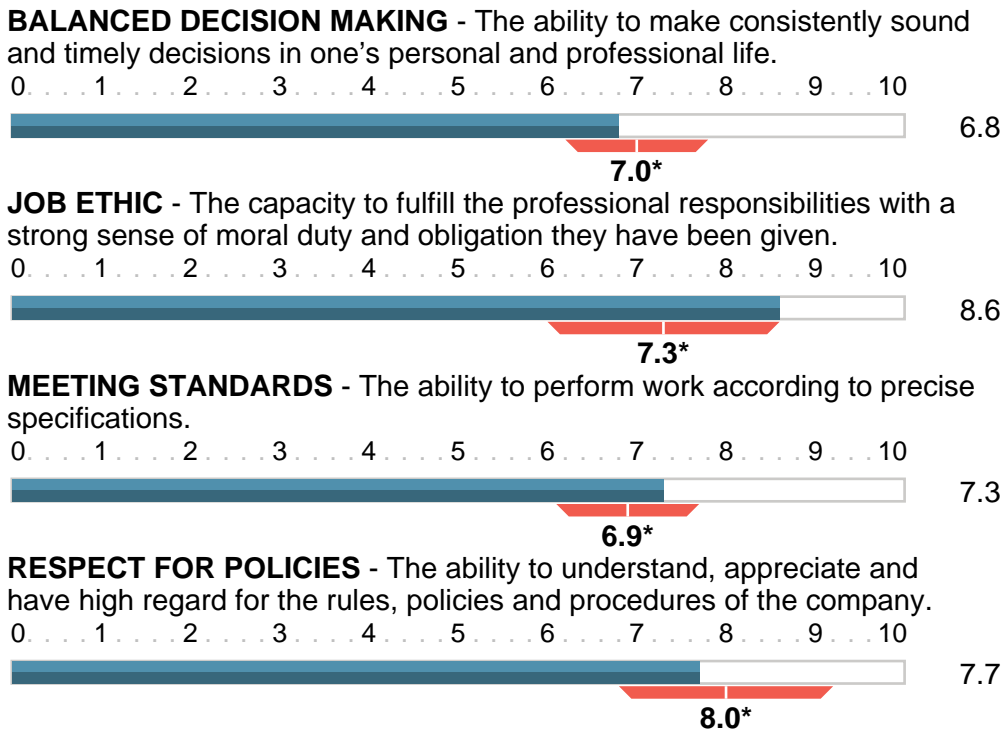 BALANCED DECISION MAKING - The ability to make consistently sound
and timely decisions in one's personal and professional life.
0. . . . 1. . . . 2. . . . 3. . . . 4. . . . 5. . . . 6. . . . 7. . . . 8. . . . 9. . . 10
6.8
7.0*
JOB ETHIC - The capacity to fulfill the professional responsibilities with a
strong sense of moral duty and obligation they have been given.
0. . . . 1. . . . 2. . . . 3. . . . 4. . . . 5. . . . 6. . . . 7. . . . 8. . . . 9. . . 10
8.6
7.3*
MEETING STANDARDS - The ability to perform work according to precise
specifications.
0. . . . 1. . . . 2. . . . 3. . . . 4. . . . 5. . . . 6. . . . 7. . . . 8. . . . 9. . . 10
7.3
6.9*
RESPECT FOR POLICIES - The ability to understand, appreciate and
have high regard for the rules, policies and procedures of the company.
0. . . . 1. . . . 2. . . . 3. . . . 4. . . . 5. . . . 6. . . . 7. . . . 8. . . . 9. . . 10
7.7
8.0*